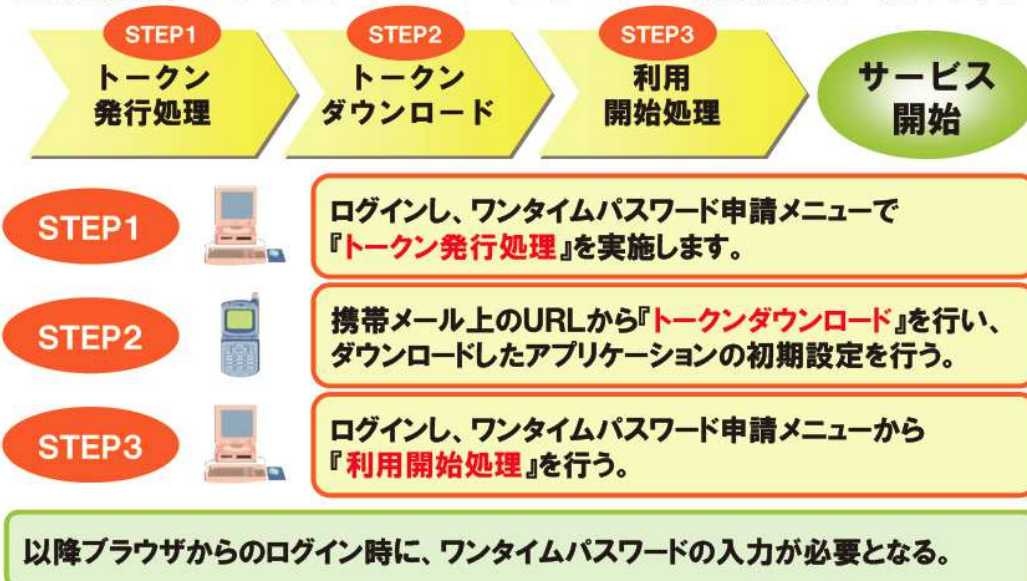 STEP1
トークン
発行処理
STEP2
トークン
ダウンロード
STEP3
利用
開始処理
サービス
開始
STEP1
ログインし、ワンタイムパスワード申請メニューで
『トークン発行処理』を実施します。
STEP2
携帯メール上のURLから『トークンダウンロード』を行い、
ダウンロードしたアプリケーションの初期設定を行う。
STEP3
ログインし、ワンタイムパスワード申請メニューから
『利用開始処理』を行う。
以降ブラウザからのログイン時に、ワンタイムパスワードの入力が必要となる。